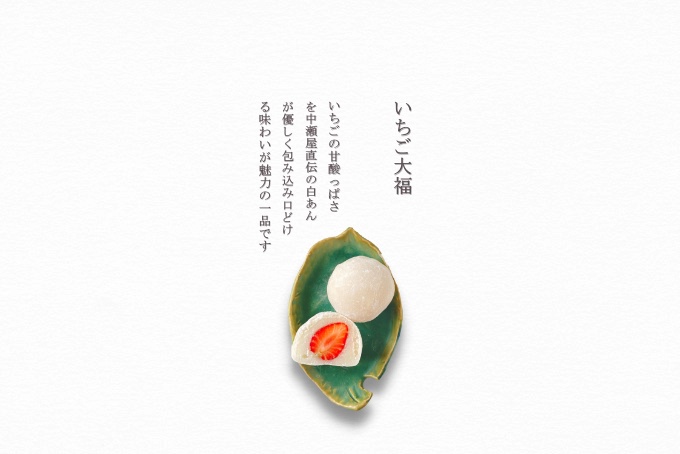 いちご大福
いちごの甘酸っぱさ
を中瀬屋直伝の白あん
が優しく包み込み口どけ
る味わいが魅力の一品です